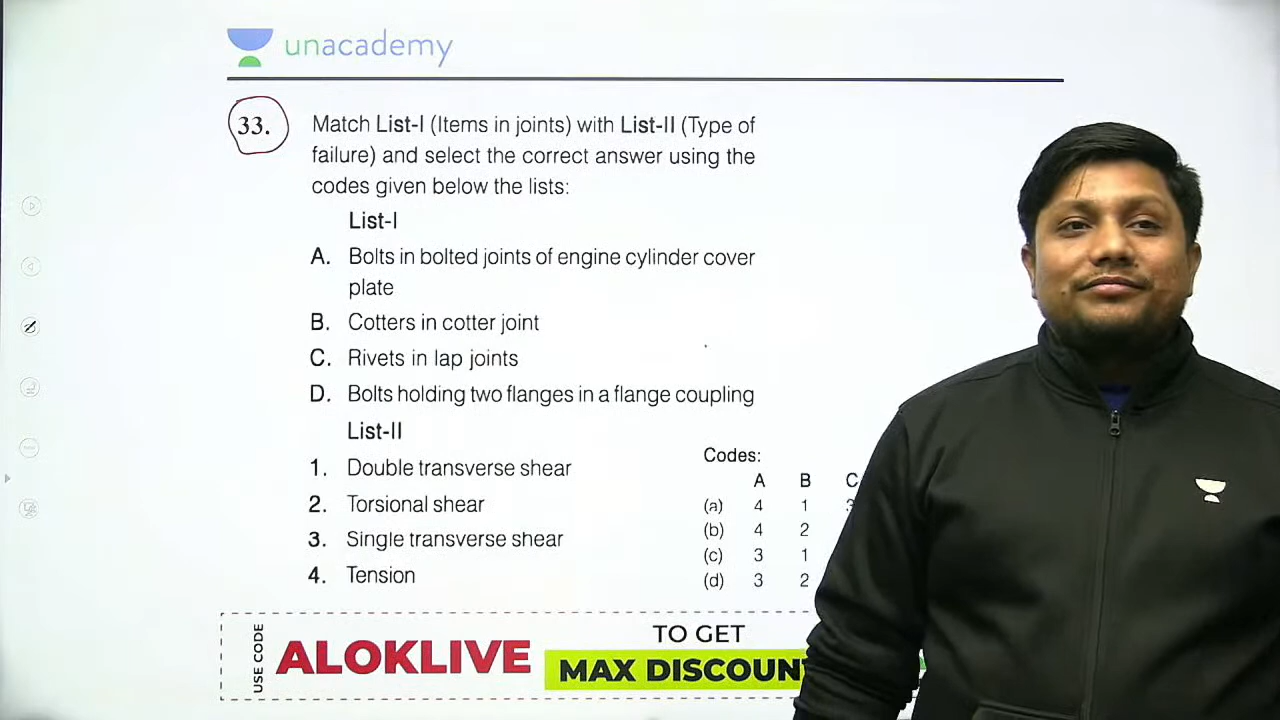 unacademy
33. Match List-I (Items in joints) with List-II (Type of
failure) and select the correct answer using the
codes given below the lists:
List-I
A. Bolts in bolted joints of engine cylinder cover
plate
B. Cotters in cotter joint
C. Rivets in lap joints
D. Bolts holding two flanges in a flange coupling
List-II
1. Double transverse shear
2. Torsional shear
3. Single transverse shear
4. Tension
Codes:
A B C
(a) 4 1
(b) 4 2
(c) 3 1
(d) 3 2
USE CODE
ALOKLIVE
TO GET
MAX